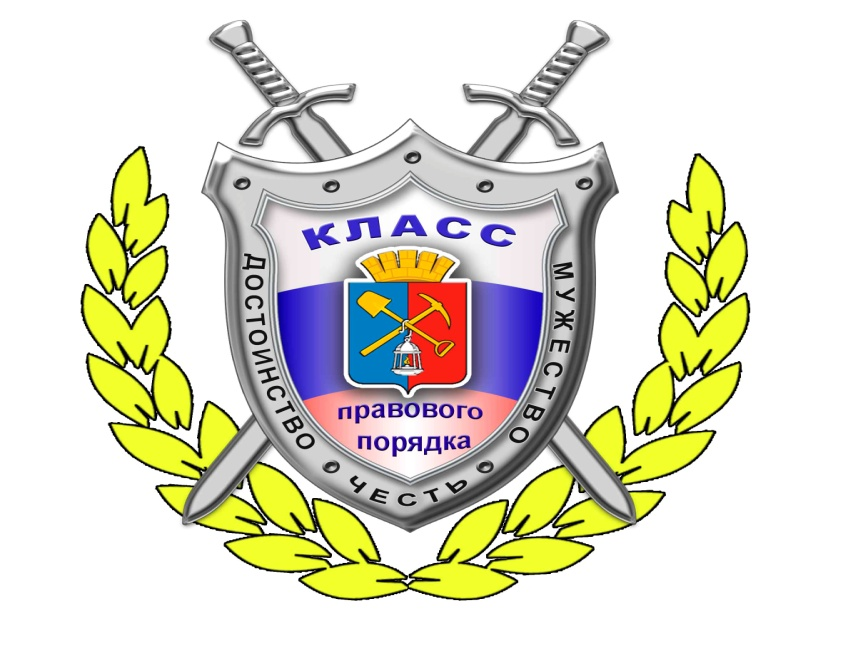 КЛАСС
правового
порядка
ДОСТОИНСТВО
ЧЕСТЬ
МУЖЕСТВО